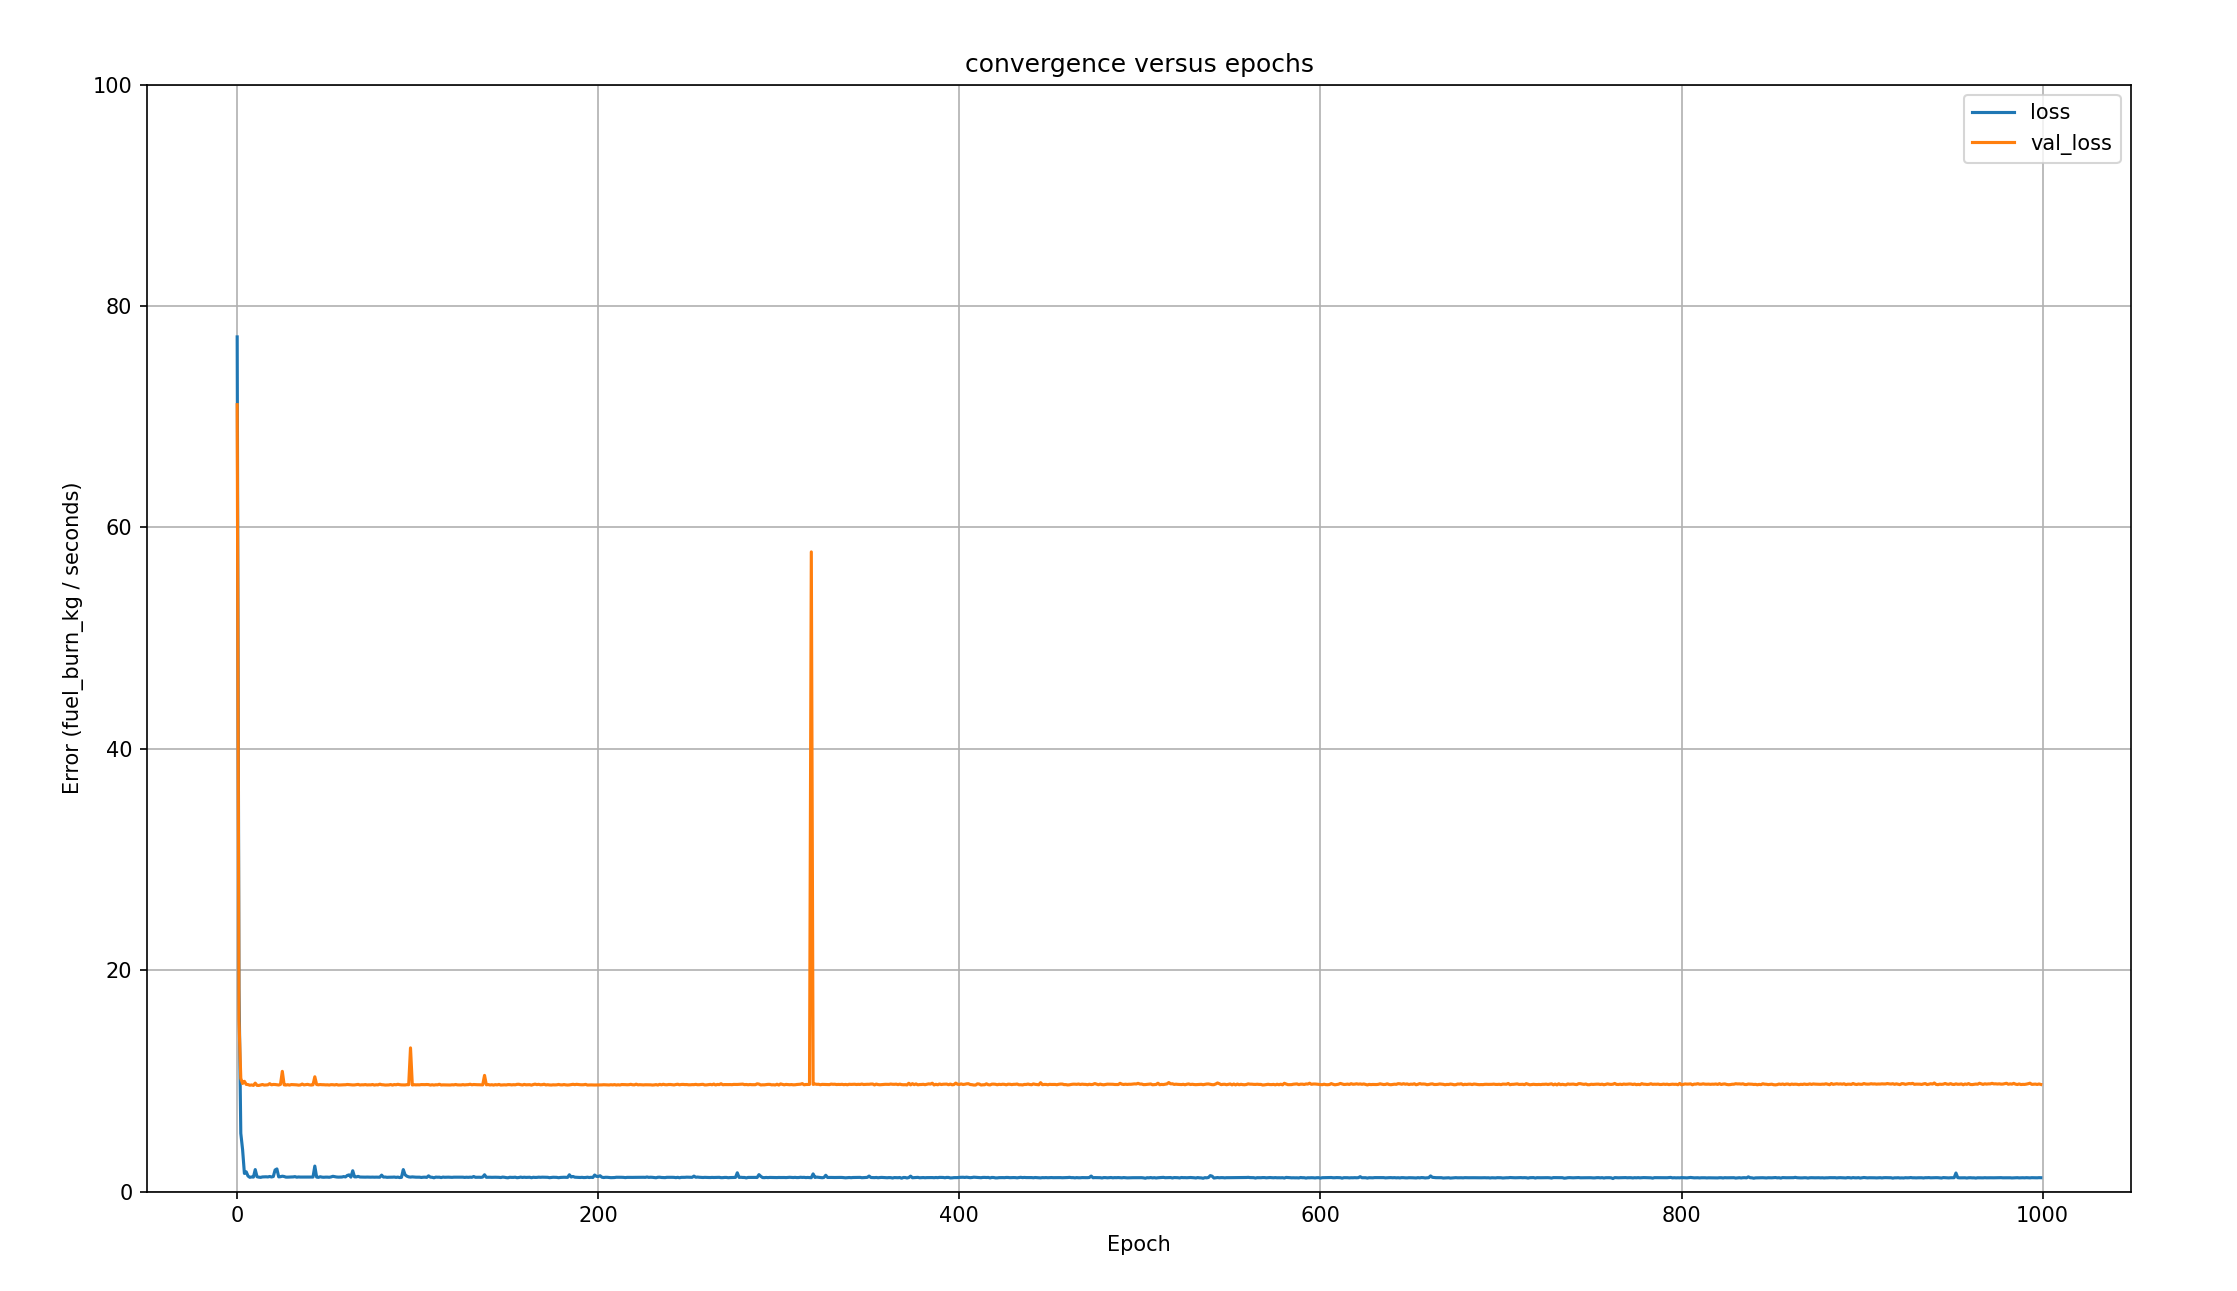 convergence versus epochs
100
80
60
40
20
0
Error (fuel_burn_kg / seconds)
loss
val_loss
0 200 400 600 800 1000
Epoch